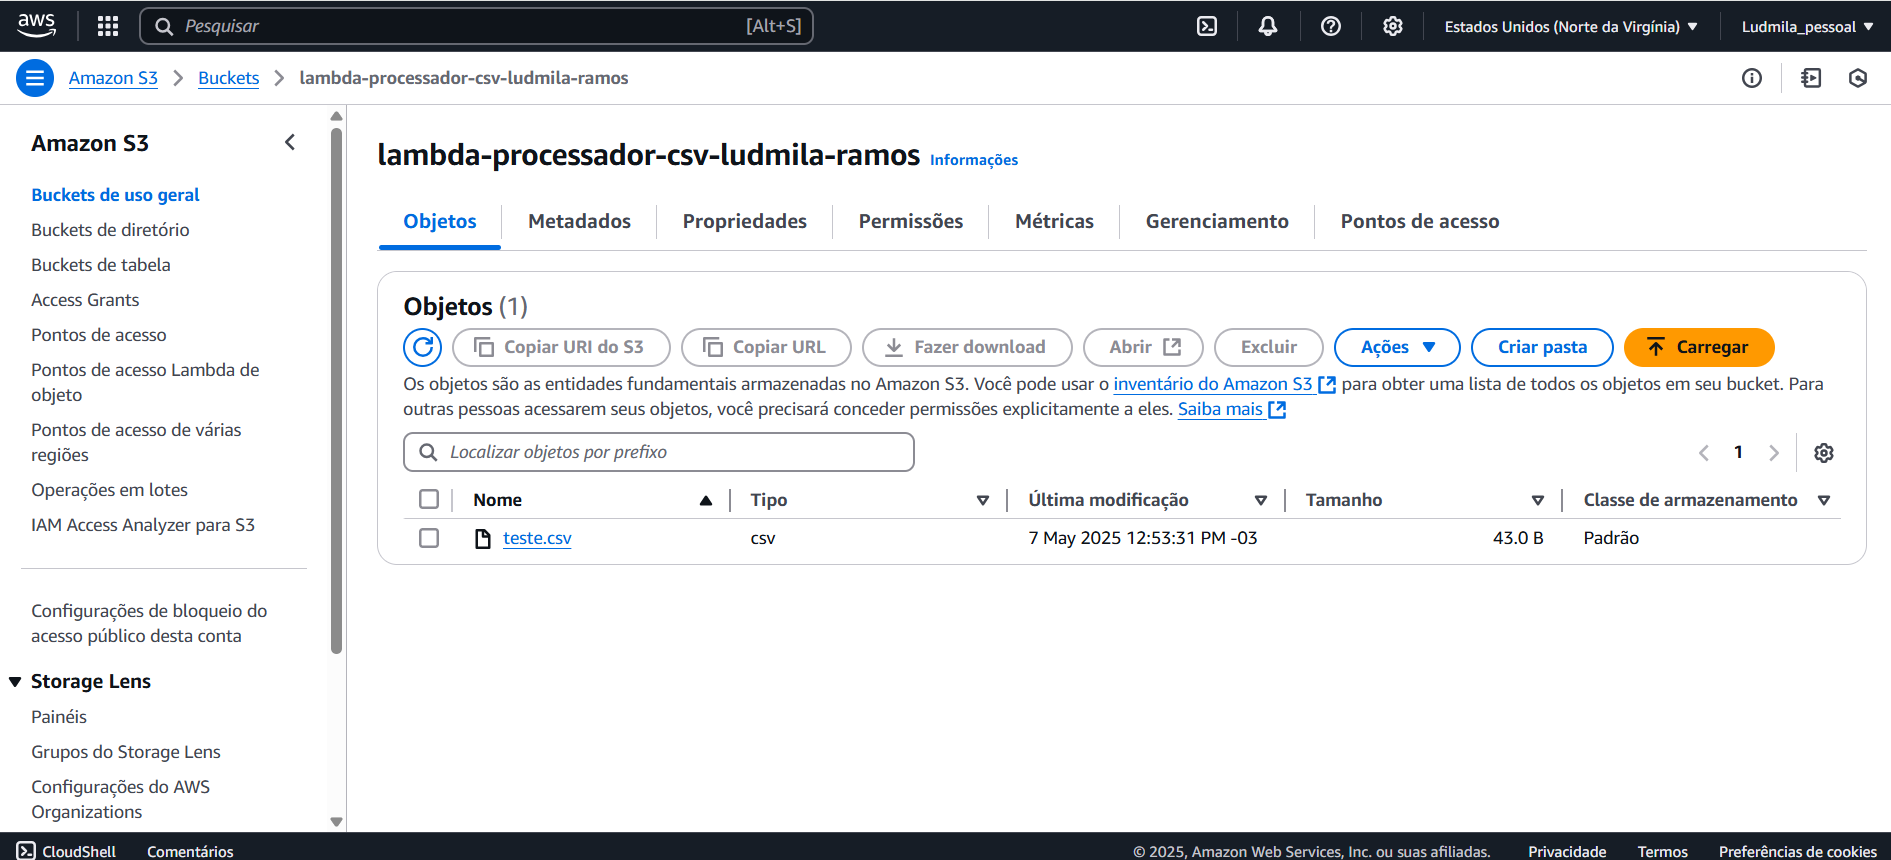 aws
Pesquisar [Alt+S]
Estados Unidos (Norte da Virgínia)
Ludmila_pessoal
Amazon S3 > Buckets > lambda-processador-csv-ludmila-ramos
Amazon S3
Buckets de uso geral
Buckets de diretório
Buckets de tabela
Access Grants
Pontos de acesso
Pontos de acesso Lambda de
objeto
Pontos de acesso de várias
regiões
Operações em lotes
IAM Access Analyzer para S3
Configurações de bloqueio do
acesso público desta conta
Storage Lens
Painéis
Grupos do Storage Lens
Configurações do AWS
Organizations
lambda-processador-csv-ludmila-ramos Informações
Objetos Metadados Propriedades Permissões Métricas Gerenciamento Pontos de acesso
Objetos (1)
Copiar URI do S3 Copiar URL Fazer download Abrir Excluir Ações Criar pasta Carregar
Os objetos são as entidades fundamentais armazenadas no Amazon S3. Você pode usar o inventário do Amazon S3 para obter uma lista de todos os objetos em seu bucket. Para
outras pessoas acessarem seus objetos, você precisará conceder permissões explicitamente a eles. Saiba mais
Localizar objetos por prefixo
1
Nome Tipo Última modificação Tamanho Classe de armazenamento
teste.csv csv 7 May 2025 12:53:31 PM -03 43.0 B Padrão
CloudShell Comentários © 2025, Amazon Web Services, Inc. ou suas afiliadas. Privacidade Termos Preferências de cookies